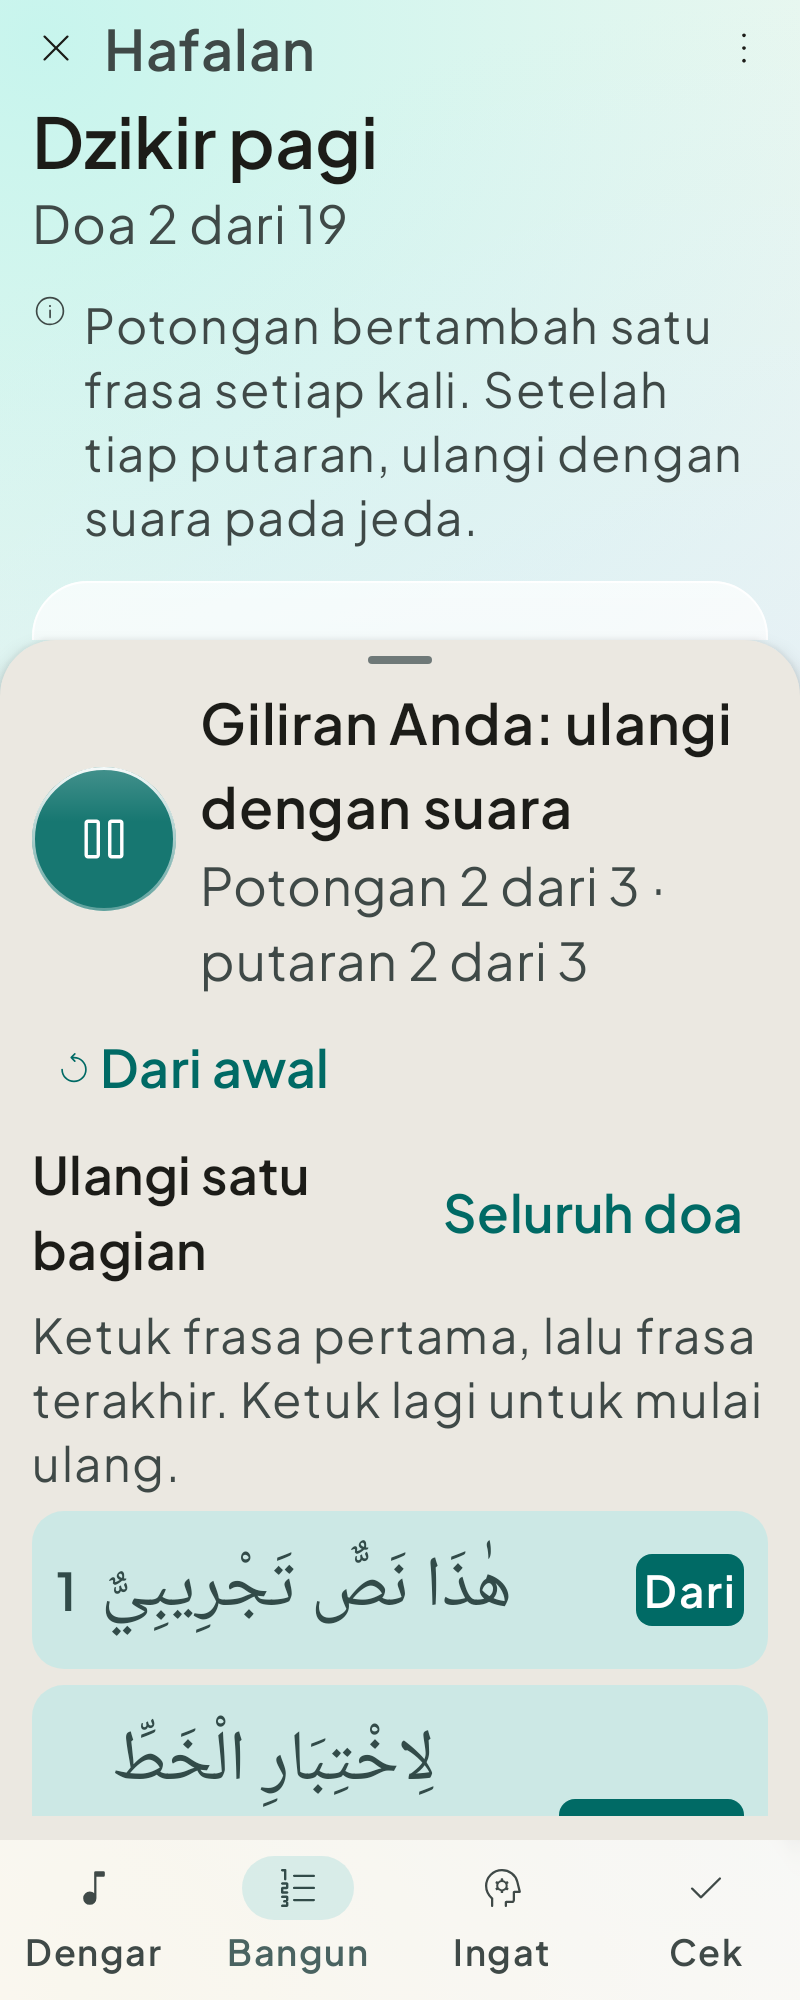 Hafalan
Dzikir pagi
Doa 2 dari 19
Potongan bertambah satu
frasa setiap kali. Setelah
tiap putaran, ulangi dengan
suara pada jeda.
Giliran Anda: ulangi
dengan suara
Potongan 2 dari 3 ·
putaran 2 dari 3
Dari awal
Ulangi satu
bagian
Seluruh doa
Ketuk frasa pertama, lalu frasa
terakhir. Ketuk lagi untuk mulai
ulang.
1 هٰذَا نَصٌّ تَجْرِيبِيٌّ Dari
لِاخْتِبَارِ الْخَطِّ
Dengar
Bangun
Ingat
Cek